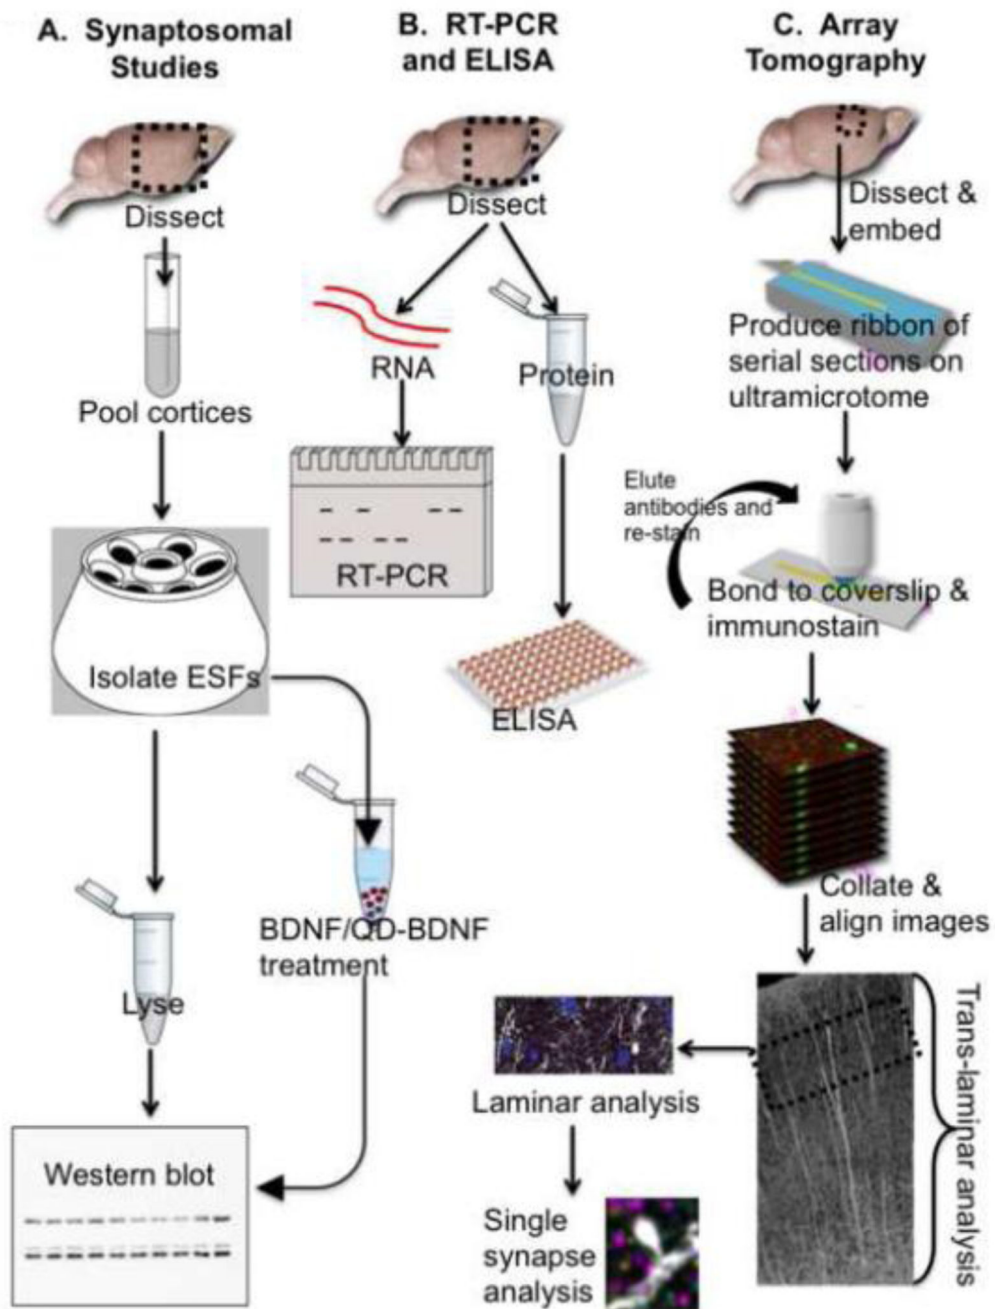 A. Synaptosomal
Studies
Dissect
Pool cortices
Isolate ESFs
BDNF/QD-BDNF
treatment
Lyse
Western blot
B. RT-PCR
and ELISA
Dissect
RNA
Protein
RT-PCR
ELISA
C. Array
Tomography
Dissect &
embed
Produce ribbon of
serial sections on
ultramicrotome
Elute
antibodies and
re-stain
Bond to coverslip &
immunostain
Collate &
align images
Trans-laminar analysis
Laminar analysis
Single
synapse
analysis